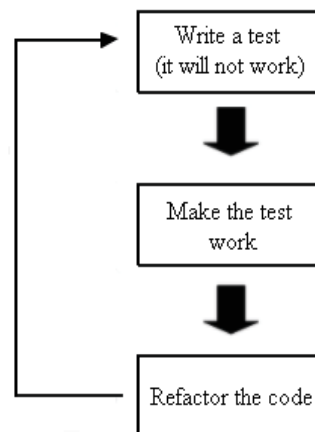 Write a test
(it will not work)
Make the test
work
Refactor the code